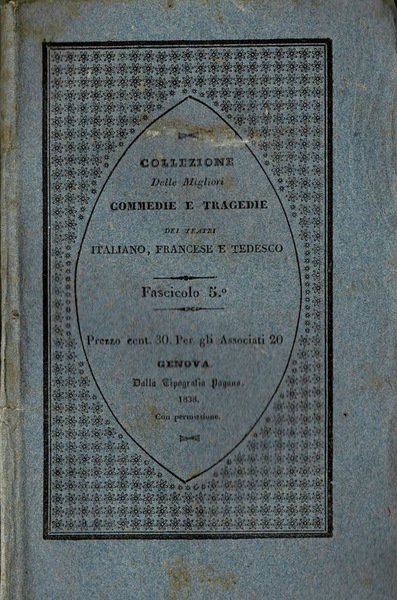 COLLEZIONE
Delle Migliori
COMMEDIE E TRAGEDIE
DEI TEATRI
ITALIANO, FRANCESE E TEDESCO
Fascicolo 5.º
Prezzo cent. 30. Per gli Associati 20
GENOVA.
Dalla Tipografia Pagano.
1838.
Con permissione.